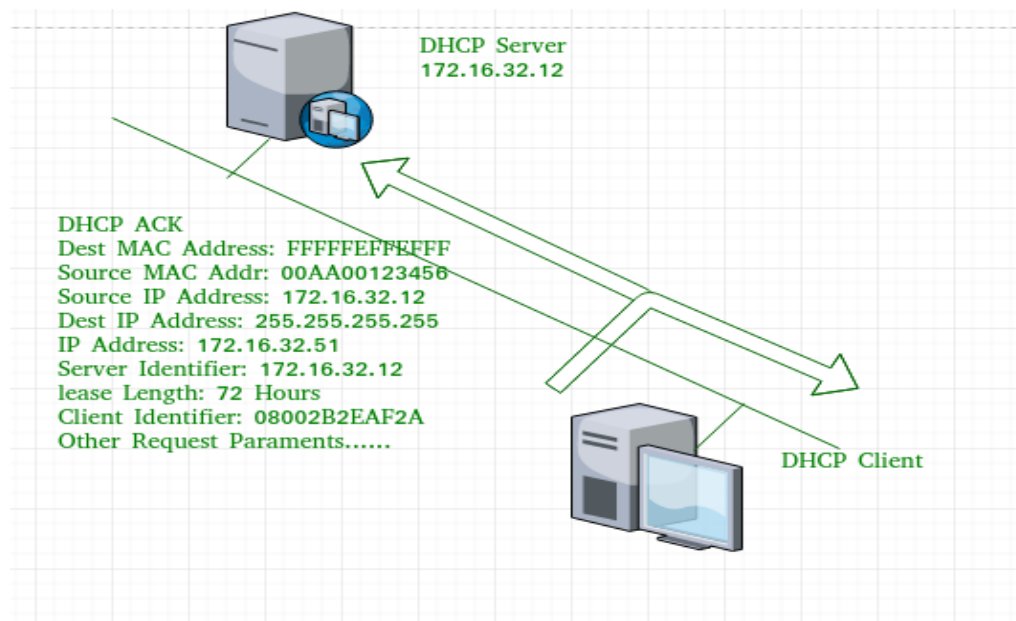 DHCP Server
172.16.32.12
DHCP ACK
Dest MAC Address: FFFFFEFFEFFF
Source MAC Addr: 00AA00123456
Source IP Address: 172.16.32.12
Dest IP Address: 255.255.255.255
IP Address: 172.16.32.51
Server Identifier: 172.16.32.12
lease Length: 72 Hours
Client Identifier: 08002B2EAF2A
Other Request Paraments......
DHCP Client